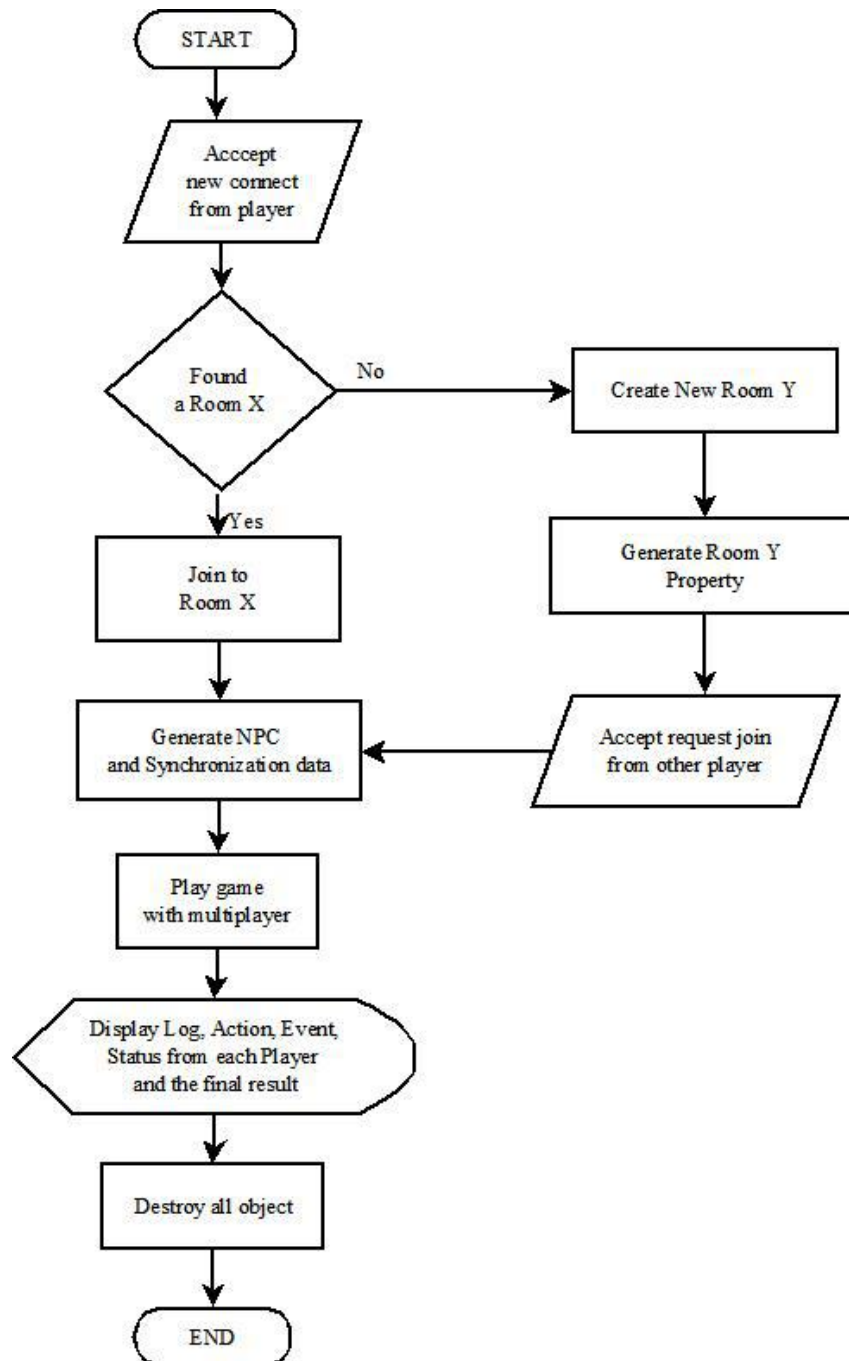 START
Acccept
new connect
from player
Found
a Room X
No
Create New Room Y
Yes
Generate Room Y
Property
Join to
Room X
Generate NPC
and Synchronization data
Accept request join
from other player
Play game
with multiplayer
Display Log, Action, Event,
Status from each Player
and the final result
Destroy all object
END